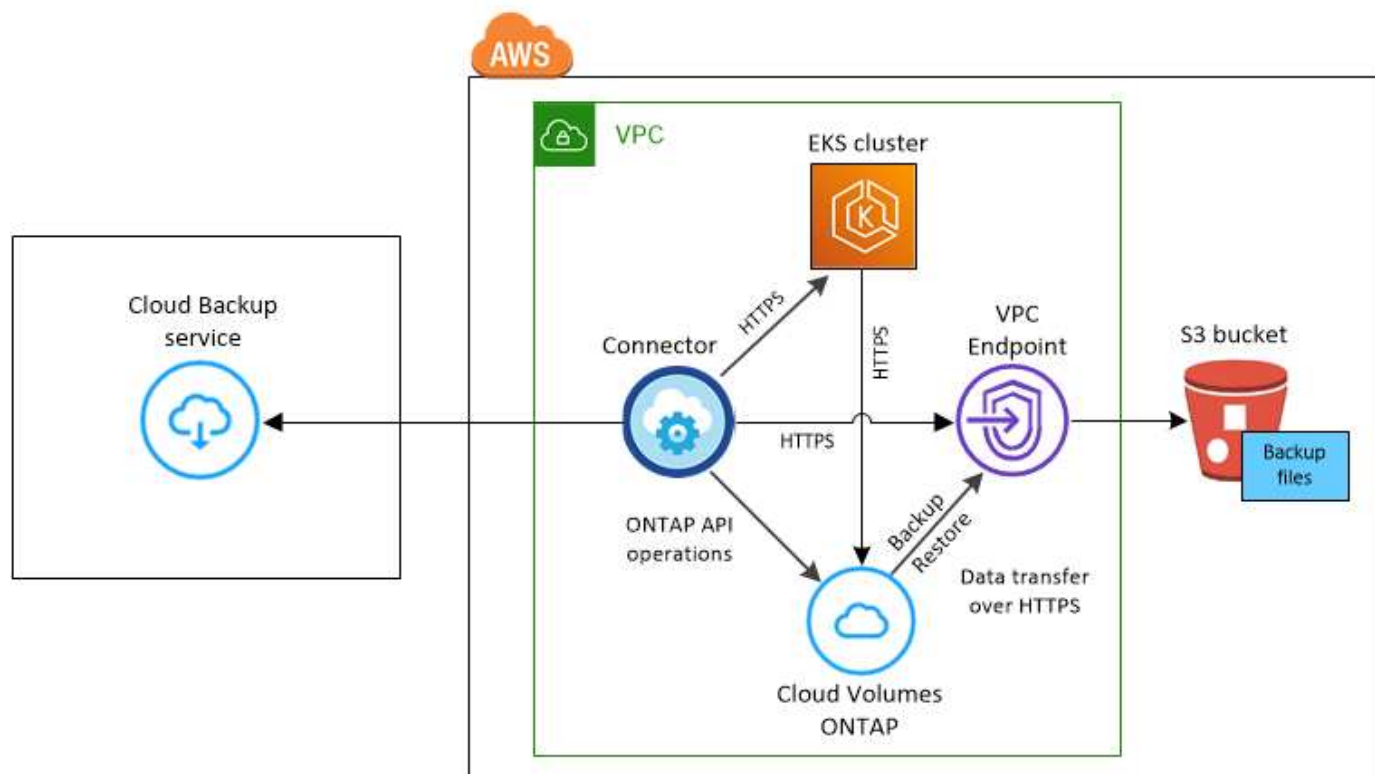 AWS
VPC
EKS cluster
K
HTTPS
Cloud Backup
service
Connector
HTTPS
VPC
Endpoint
S3 bucket
HTTPS
Backup
files
ONTAP API
operations
Backup
Restore
Data transfer
over HTTPS
Cloud Volumes
ONTAP